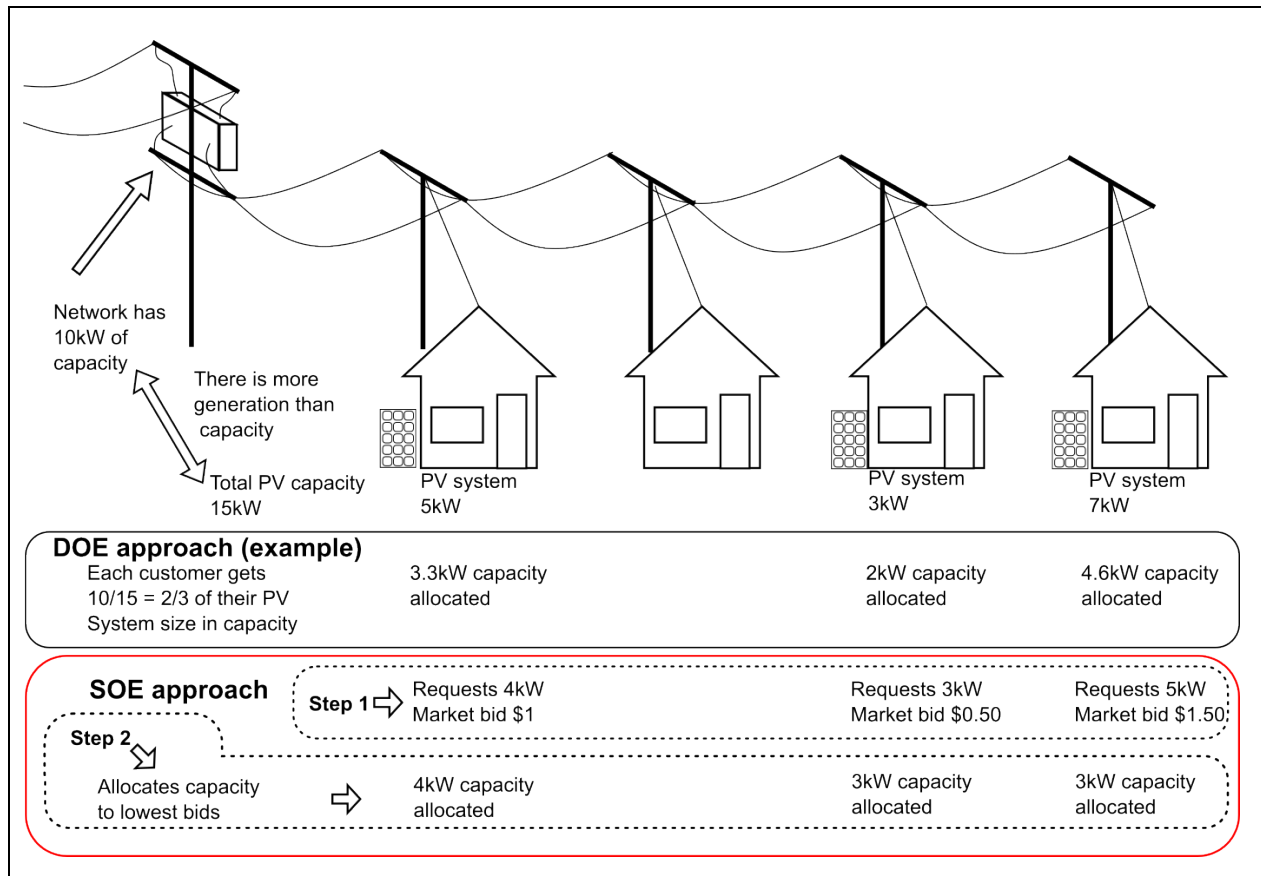 Network has
10kW of
capacity
There is more
generation than
capacity
Total PV capacity
15kW
PV system
5kW
PV system
3kW
PV system
7kW
DOE approach (example)
Each customer gets
10/15 = 2/3 of their PV
System size in capacity
3.3kW capacity
allocated
2kW capacity
allocated
4.6kW capacity
allocated
SOE approach
Step 1
Requests 4kW
Market bid $1
Requests 3kW
Market bid $0.50
Requests 5kW
Market bid $1.50
Step 2
Allocates capacity
to lowest bids
4kW capacity
allocated
3kW capacity
allocated
3kW capacity
allocated